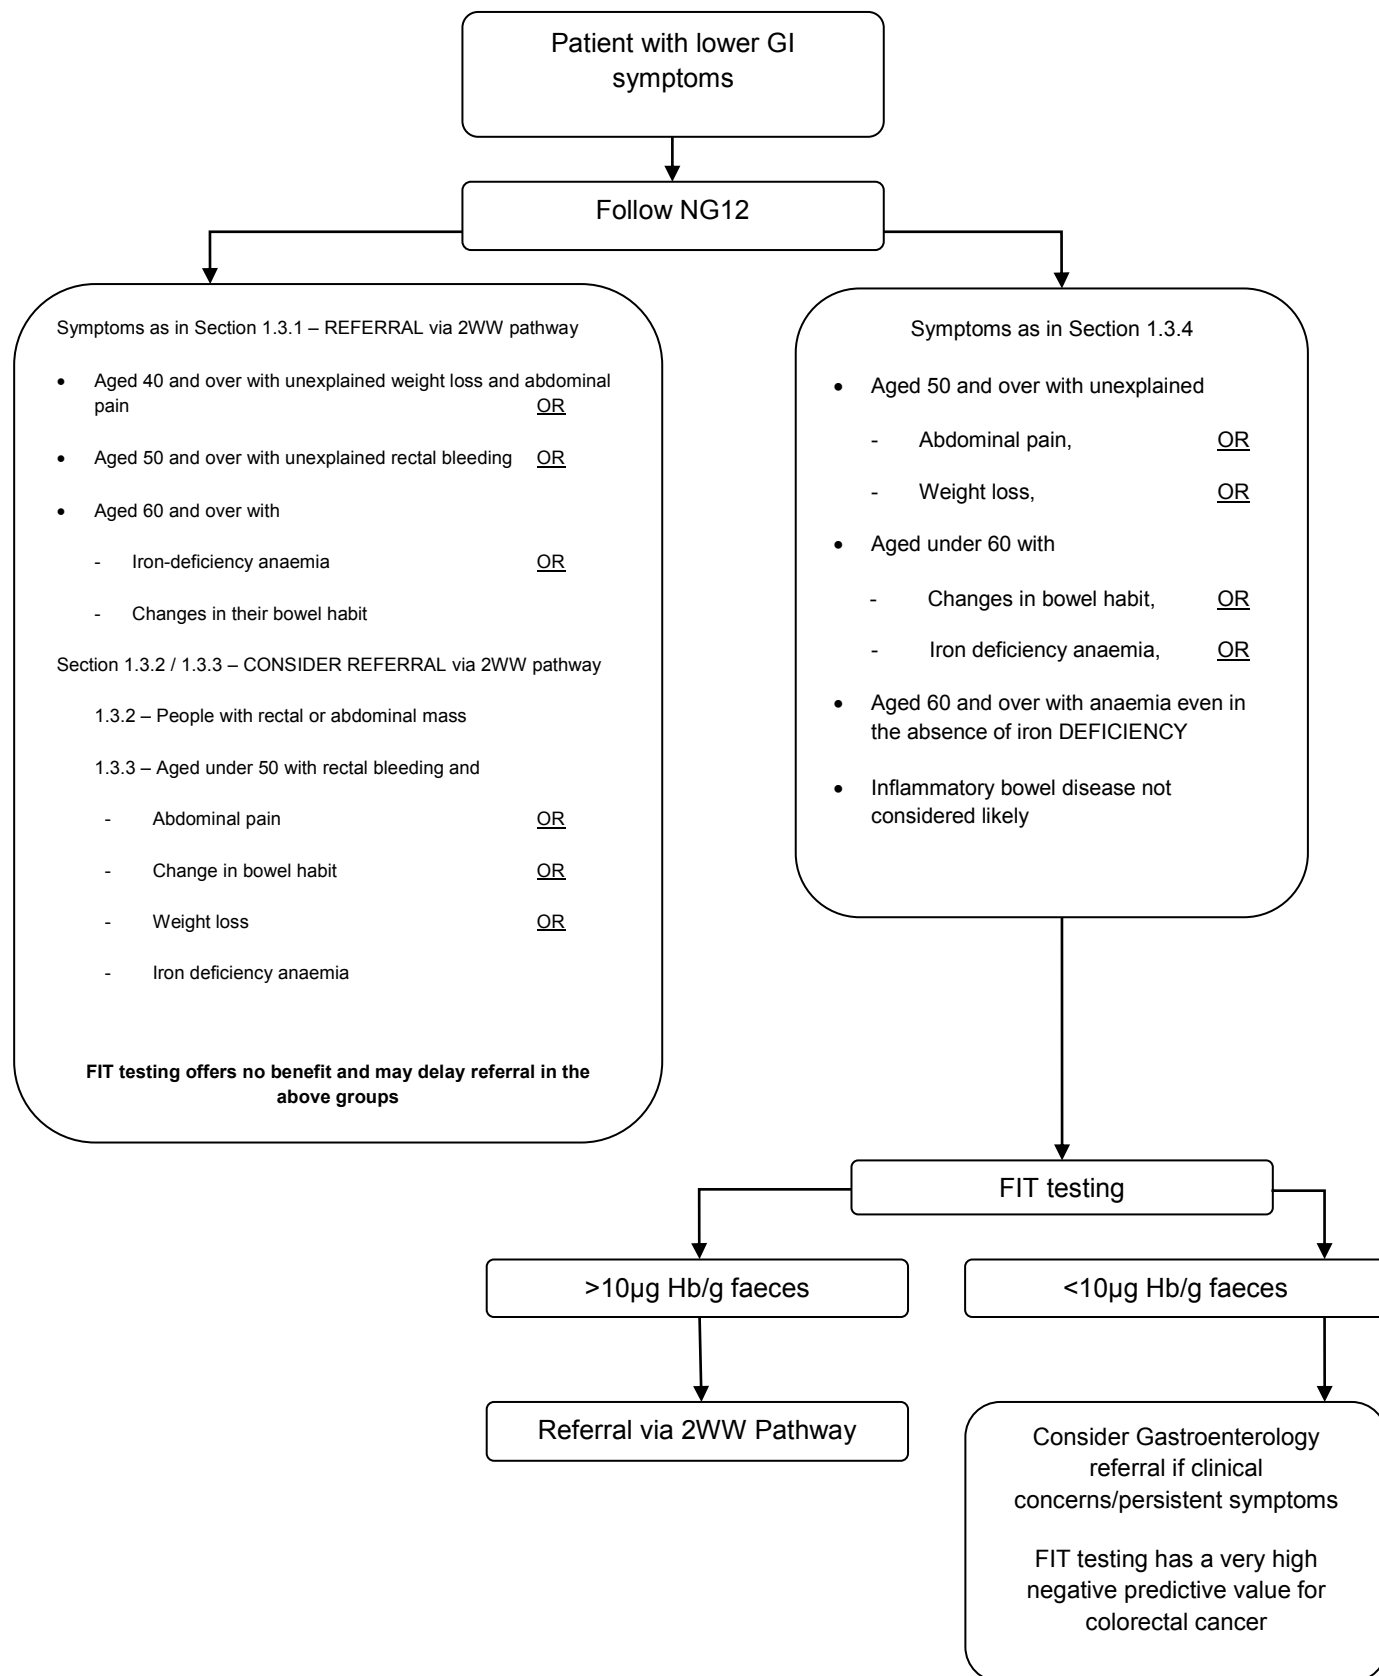 Patient with lower GI
symptoms
Follow NG12
Symptoms as in Section 1.3.1 – REFERRAL via 2WW pathway
• Aged 40 and over with unexplained weight loss and abdominal
pain OR
• Aged 50 and over with unexplained rectal bleeding OR
• Aged 60 and over with
- Iron-deficiency anaemia OR
- Changes in their bowel habit
Section 1.3.2 / 1.3.3 – CONSIDER REFERRAL via 2WW pathway
1.3.2 – People with rectal or abdominal mass
1.3.3 – Aged under 50 with rectal bleeding and
- Abdominal pain OR
- Change in bowel habit OR
- Weight loss OR
- Iron deficiency anaemia
FIT testing offers no benefit and may delay referral in the
above groups
Symptoms as in Section 1.3.4
• Aged 50 and over with unexplained
- Abdominal pain, OR
- Weight loss, OR
• Aged under 60 with
- Changes in bowel habit, OR
- Iron deficiency anaemia, OR
• Aged 60 and over with anaemia even in
the absence of iron DEFICIENCY
• Inflammatory bowel disease not
considered likely
FIT testing
>10µg Hb/g faeces
<10µg Hb/g faeces
Referral via 2WW Pathway
Consider Gastroenterology
referral if clinical
concerns/persistent symptoms
FIT testing has a very high
negative predictive value for
colorectal cancer